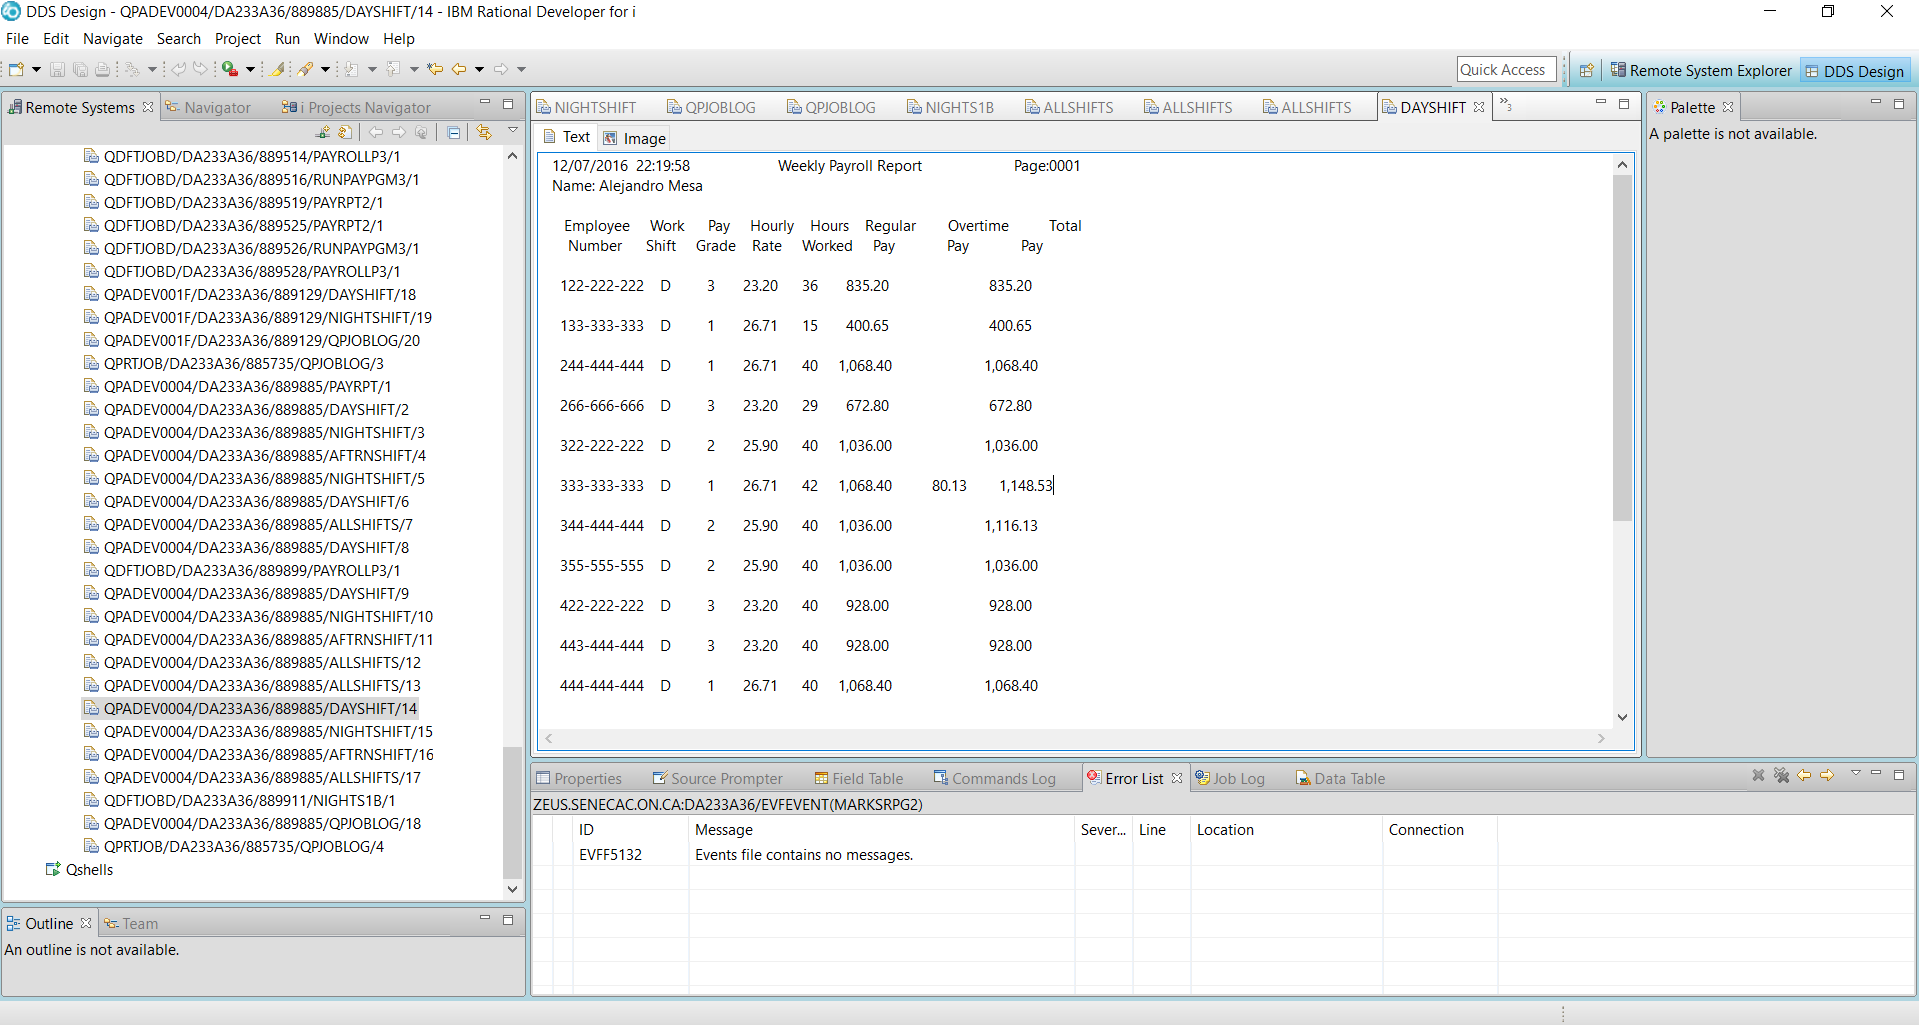 DDS Design - QPADEV0004/DA233A36/889885/DAYSHIFT/14 - IBM Rational Developer for i
File Edit Navigate Search Project Run Window Help
Quick Access Remote System Explorer DDS Design
Remote Systems Navigator i Projects Navigator
QDFTJOBD/DA233A36/889514/PAYROLLP3/1
QDFTJOBD/DA233A36/889516/RUNPAYPGM3/1
QDFTJOBD/DA233A36/889519/PAYRPT2/1
QDFTJOBD/DA233A36/889525/PAYRPT2/1
QDFTJOBD/DA233A36/889526/RUNPAYPGM3/1
QDFTJOBD/DA233A36/889528/PAYROLLP3/1
QPADEV001F/DA233A36/889129/DAYSHIFT/18
QPADEV001F/DA233A36/889129/NIGHTSHIFT/19
QPADEV001F/DA233A36/889129/QPJOBLOG/20
QPRTJOB/DA233A36/885735/QPJOBLOG/3
QPADEV0004/DA233A36/889885/PAYRPT/1
QPADEV0004/DA233A36/889885/DAYSHIFT/2
QPADEV0004/DA233A36/889885/NIGHTSHIFT/3
QPADEV0004/DA233A36/889885/AFTRNSHIFT/4
QPADEV0004/DA233A36/889885/NIGHTSHIFT/5
QPADEV0004/DA233A36/889885/DAYSHIFT/6
QPADEV0004/DA233A36/889885/ALLSHIFTS/7
QPADEV0004/DA233A36/889885/DAYSHIFT/8
QDFTJOBD/DA233A36/889899/PAYROLLP3/1
QPADEV0004/DA233A36/889885/DAYSHIFT/9
QPADEV0004/DA233A36/889885/NIGHTSHIFT/10
QPADEV0004/DA233A36/889885/AFTRNSHIFT/11
QPADEV0004/DA233A36/889885/ALLSHIFTS/12
QPADEV0004/DA233A36/889885/ALLSHIFTS/13
QPADEV0004/DA233A36/889885/DAYSHIFT/14
QPADEV0004/DA233A36/889885/NIGHTSHIFT/15
QPADEV0004/DA233A36/889885/AFTRNSHIFT/16
QPADEV0004/DA233A36/889885/ALLSHIFTS/17
QDFTJOBD/DA233A36/889911/NIGHTS1B/1
QPADEV0004/DA233A36/889885/QPJOBLOG/18
QPRTJOB/DA233A36/885735/QPJOBLOG/4
Qshells
Outline Team
An outline is not available.
NIGHTSHIFT QPJOBLOG QPJOBLOG NIGHTS1B ALLSHIFTS ALLSHIFTS ALLSHIFTS DAYSHIFT »3
Text Image
12/07/2016 22:19:58 Weekly Payroll Report Page:0001
Name: Alejandro Mesa
Employee Work Pay Hourly Hours Regular Overtime Total
Number Shift Grade Rate Worked Pay Pay Pay
122-222-222 D 3 23.20 36 835.20 835.20
133-333-333 D 1 26.71 15 400.65 400.65
244-444-444 D 1 26.71 40 1,068.40 1,068.40
266-666-666 D 3 23.20 29 672.80 672.80
322-222-222 D 2 25.90 40 1,036.00 1,036.00
333-333-333 D 1 26.71 42 1,068.40 80.13 1,148.53
344-444-444 D 2 25.90 40 1,036.00 1,116.13
355-555-555 D 2 25.90 40 1,036.00 1,036.00
422-222-222 D 3 23.20 40 928.00 928.00
443-444-444 D 3 23.20 40 928.00 928.00
444-444-444 D 1 26.71 40 1,068.40 1,068.40
Palette
A palette is not available.
Properties Source Prompter Field Table Commands Log Error List Job Log Data Table
ZEUS.SENECAC.ON.CA:DA233A36/EVFEVENT(MARKSRPG2)
ID Message Sever... Line Location Connection
EVFF5132 Events file contains no messages.